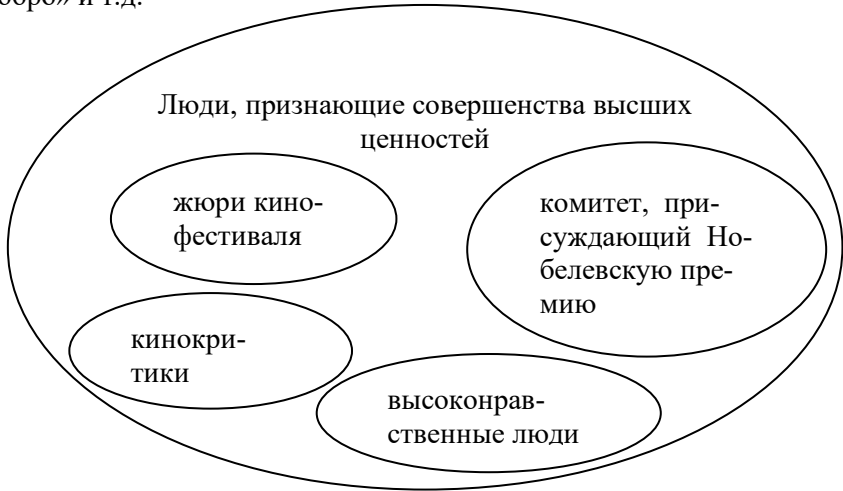 и т.д.
Люди, признающие совершенства высших
ценностей
жюри кино-
фестиваля
комитет, при-
суждающий Но-
белевскую пре-
мию
кинокри-
тики
высоконрав-
ственные люди